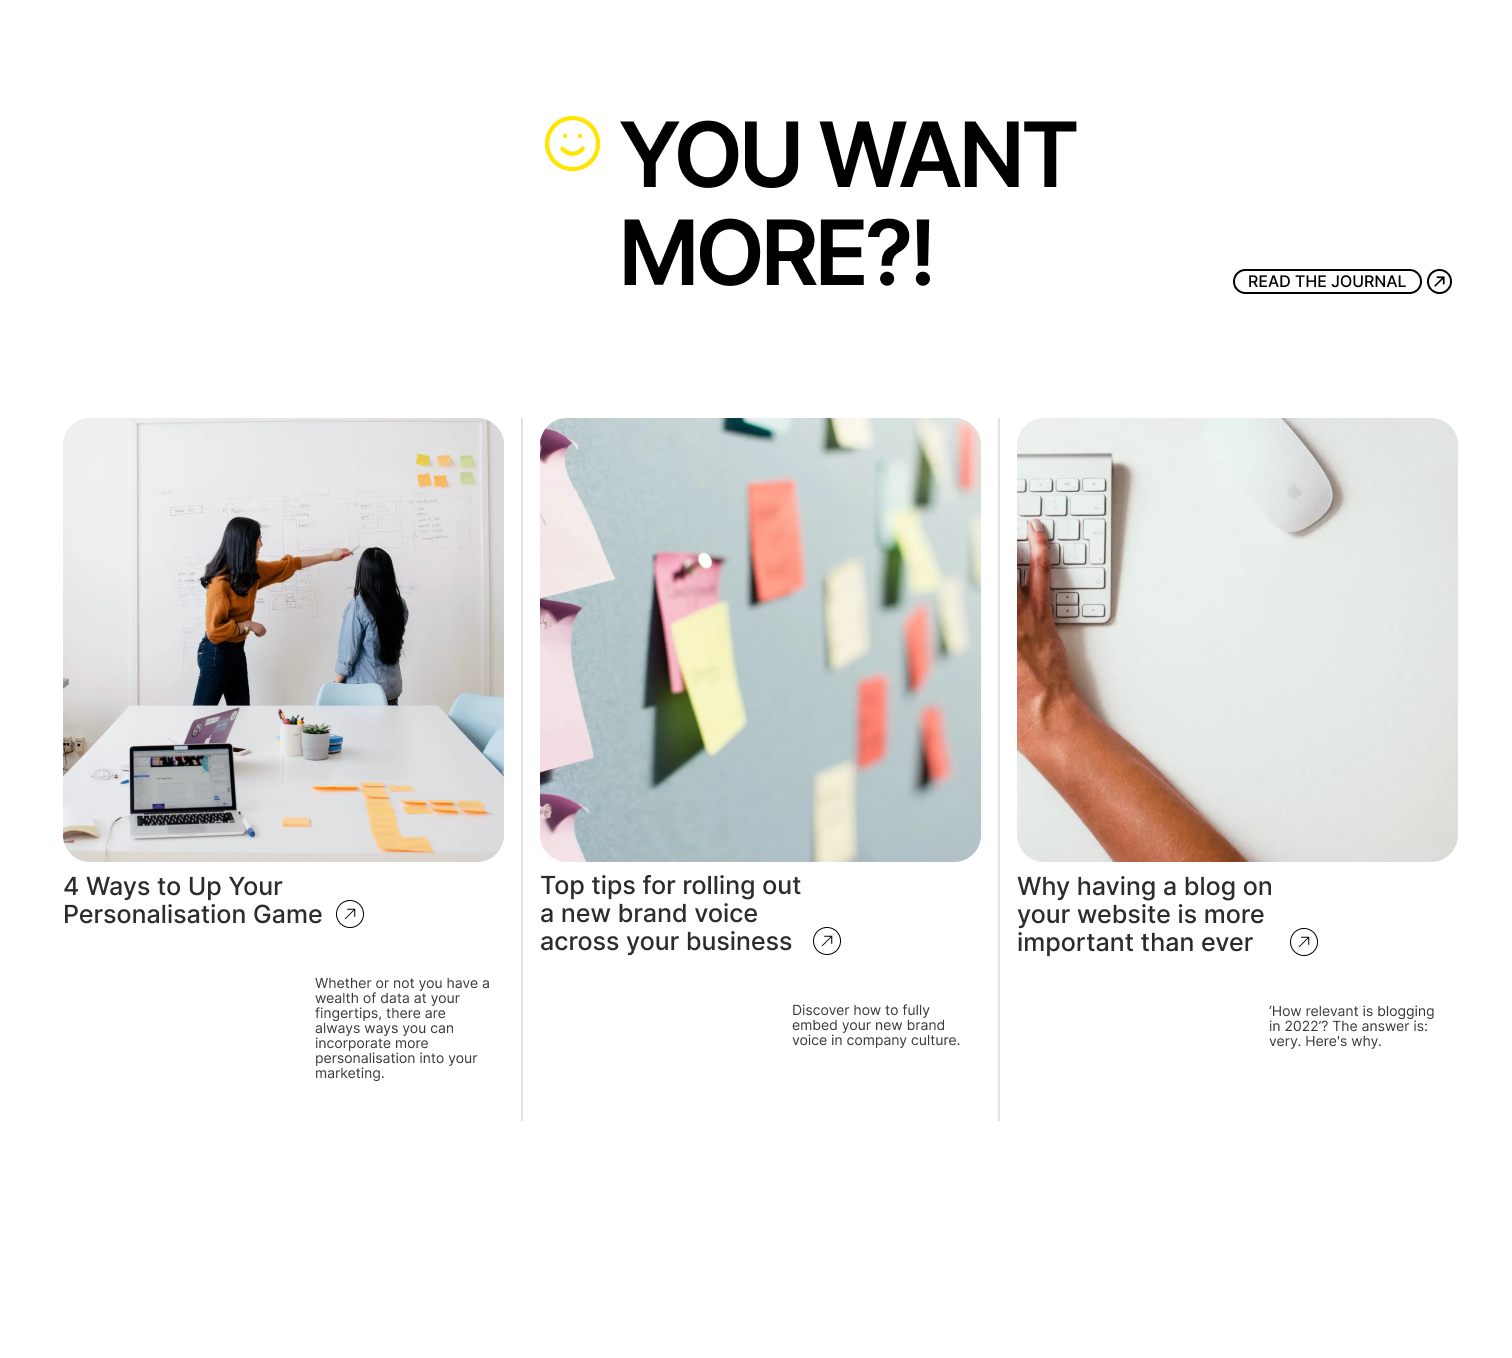 YOU WANT
MORE?!
READ THE JOURNAL
4 Ways to Up Your
Personalisation Game
Whether or not you have a
wealth of data at your
fingertips, there are
always ways you can
incorporate more
personalisation into your
marketing.
Top tips for rolling out
a new brand voice
across your business
Discover how to fully
embed your new brand
voice in company culture.
Why having a blog on
your website is more
important than ever
‘How relevant is blogging
in 2022’? The answer is:
very. Here's why.